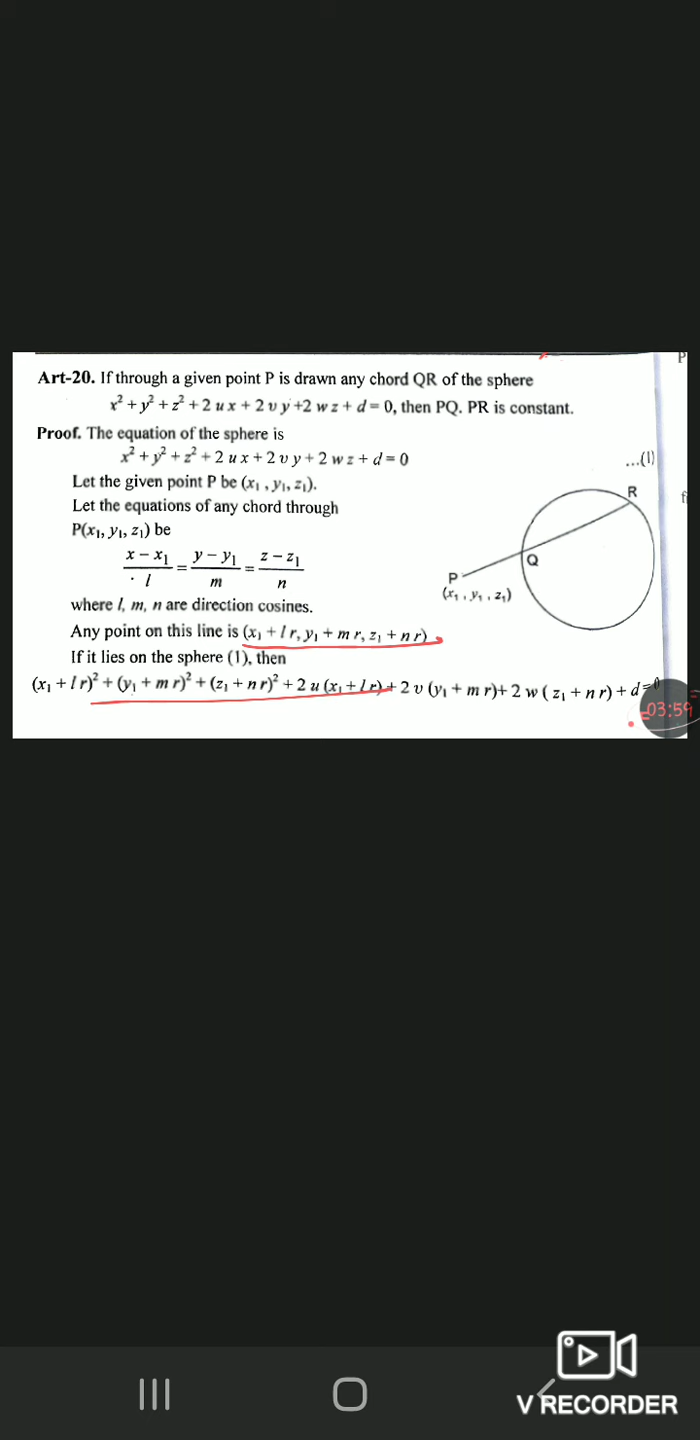 Art-20. If through a given point P is drawn any chord QR of the sphere
x² + y² + z² + 2 u x + 2 v y +2 w z + d = 0, then PQ. PR is constant.
Proof. The equation of the sphere is
x² + y² + z² + 2 u x + 2 v y + 2 w z + d = 0 ...(1)
Let the given point P be (x₁ , y₁, z₁).
Let the equations of any chord through
P(x₁, y₁, z₁) be
x − x₁ / l = y − y₁ / m = z − z₁ / n
where l, m, n are direction cosines.
Any point on this line is (x₁ + l r, y₁ + m r, z₁ + n r)
If it lies on the sphere (1), then
(x₁ + l r)² + (y₁ + m r)² + (z₁ + n r)² + 2 u (x₁ + l r) + 2 v (y₁ + m r)+ 2 w ( z₁ + n r) + d = 0
R
Q
P
(x₁ , y₁ , z₁)
03:59
V RECORDER